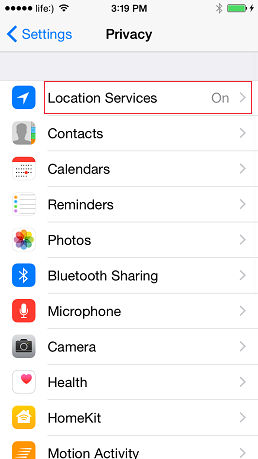 life:) 3:19 PM
Settings Privacy
Location Services On
Contacts
Calendars
Reminders
Photos
Bluetooth Sharing
Microphone
Camera
Health
HomeKit
Motion Activity